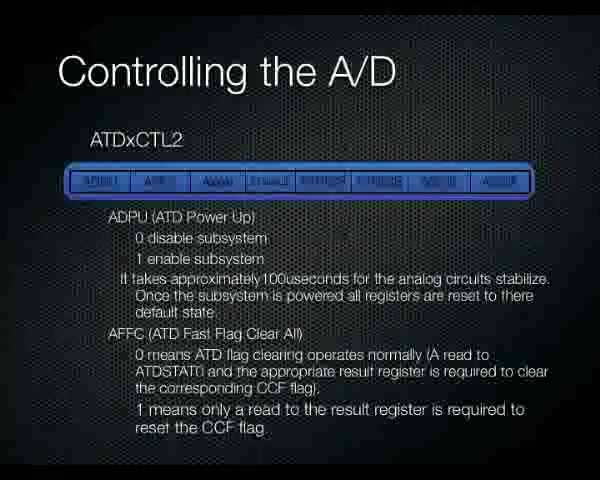 Controlling the A/D
ATDxCTL2
ADPU (ATD Power Up)
0 disable subsystem
1 enable subsystem
It takes approximately100useconds for the analog circuits stabilize.
Once the subsystem is powered all registers are reset to there
default state.
AFFC (ATD Fast Flag Clear All)
0 means ATD flag clearing operates normally (A read to
ATDSTAT0 and the appropriate result register is required to clear
the corresponding CCF flag).
1 means only a read to the result register is required to
reset the CCF flag.